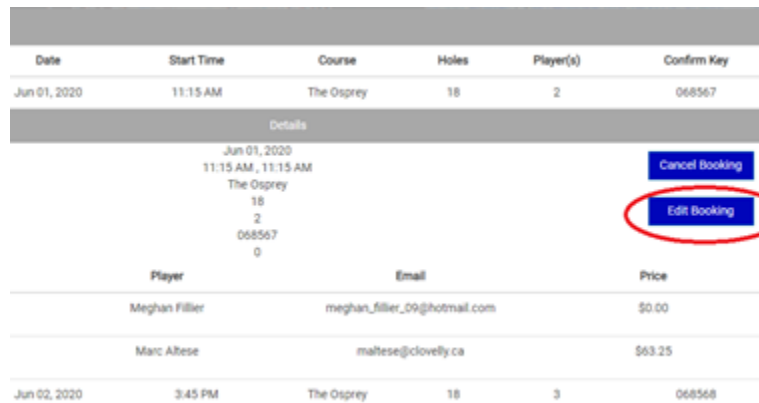 Date Start Time Course Holes Player(s) Confirm Key
Jun 01, 2020 11:15 AM The Osprey 18 2 068567
Details
Jun 01, 2020
11:15 AM , 11:15 AM
The Osprey
18
2
068567
0
Cancel Booking
Edit Booking
Player Email Price
Meghan Fillier meghan_fillier_09@hotmail.com $0.00
Marc Altese maltese@clovelly.ca $63.25
Jun 02, 2020 3:45 PM The Osprey 18 3 068568